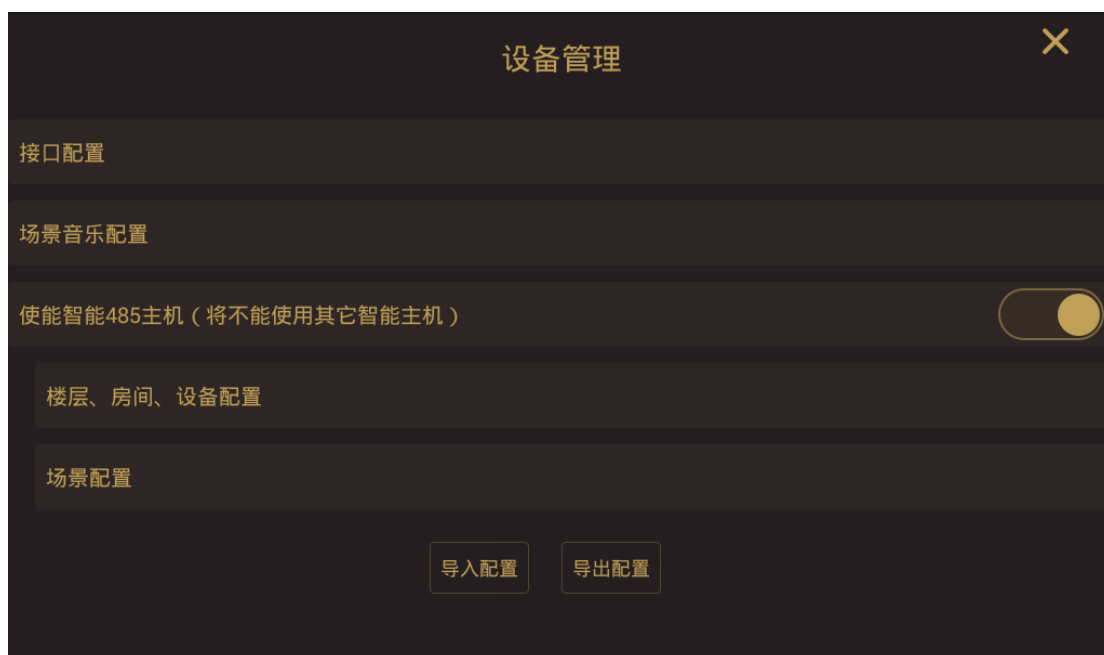 设备管理
接口配置
场景音乐配置
使能智能485主机（将不能使用其它智能主机）
楼层、房间、设备配置
场景配置
导入配置 导出配置